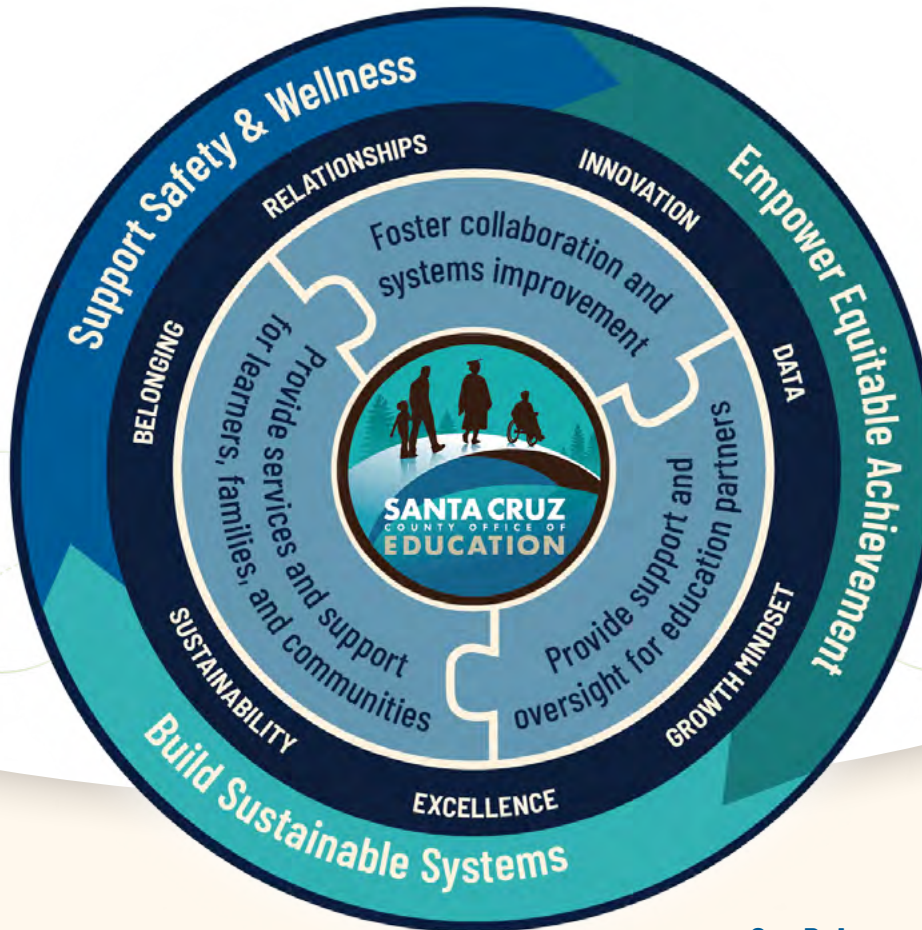 Support Safety & Wellness
Empower Equitable Achievement
Build Sustainable Systems
RELATIONSHIPS
INNOVATION
DATA
GROWTH MINDSET
EXCELLENCE
SUSTAINABILITY
BELONGING
Foster collaboration and
systems improvement
Provide support and
oversight for education partners
Provide services and support
for learners, families, and communities
SANTA CRUZ
COUNTY OFFICE OF
EDUCATION